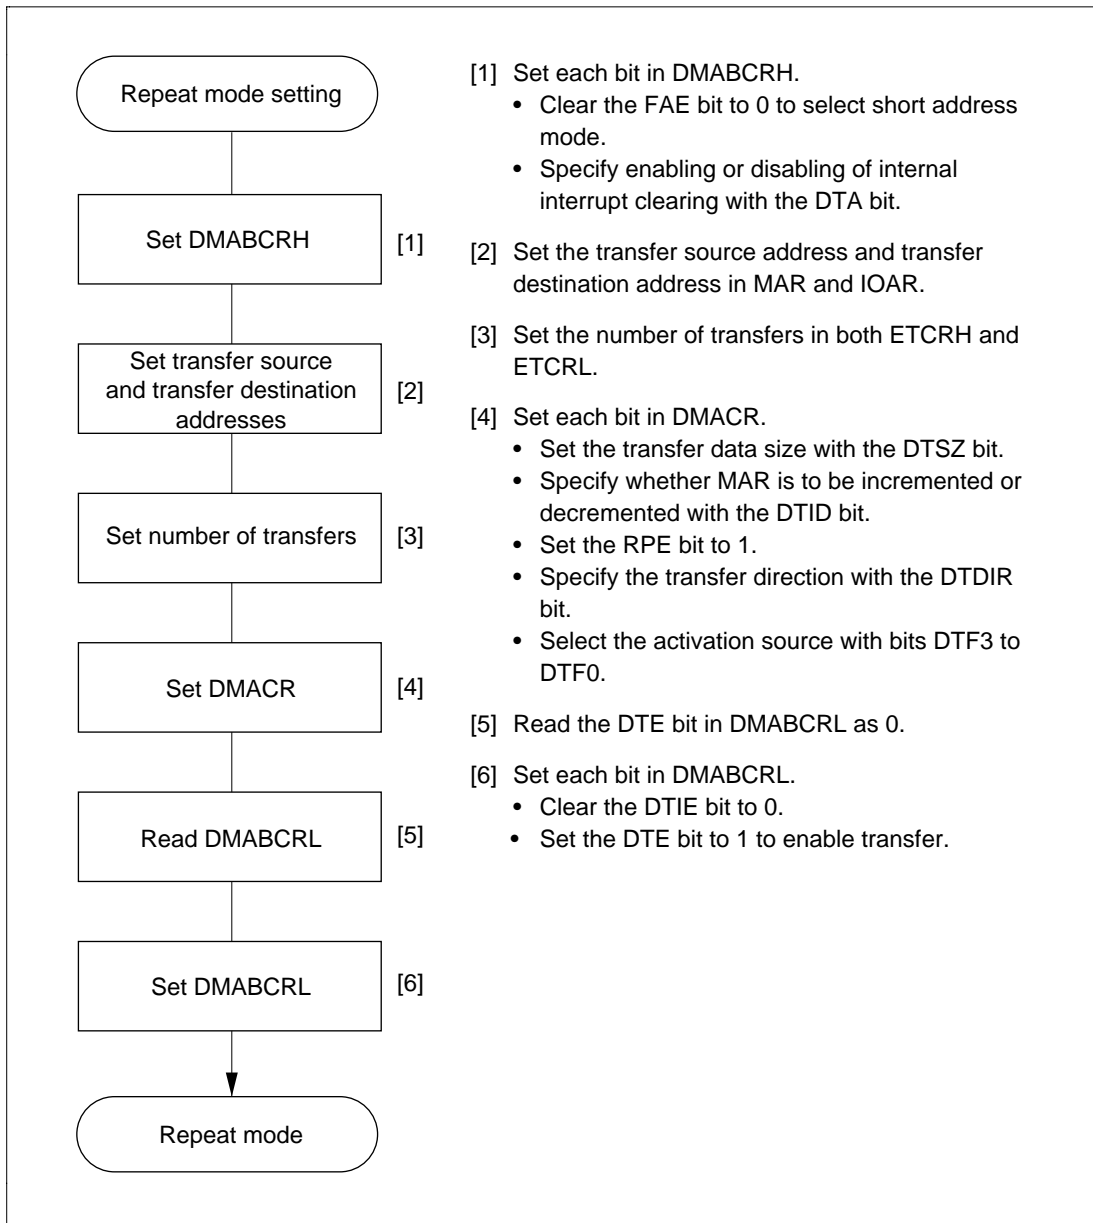 Repeat mode setting
Set DMABCRH
[1]
Set transfer source
and transfer destination
addresses
[2]
Set number of transfers
[3]
Set DMACR
[4]
Read DMABCRL
[5]
Set DMABCRL
[6]
Repeat mode
[1] Set each bit in DMABCRH.
• Clear the FAE bit to 0 to select short address
mode.
• Specify enabling or disabling of internal
interrupt clearing with the DTA bit.
[2] Set the transfer source address and transfer
destination address in MAR and IOAR.
[3] Set the number of transfers in both ETCRH and
ETCRL.
[4] Set each bit in DMACR.
• Set the transfer data size with the DTSZ bit.
• Specify whether MAR is to be incremented or
decremented with the DTID bit.
• Set the RPE bit to 1.
• Specify the transfer direction with the DTDIR
bit.
• Select the activation source with bits DTF3 to
DTF0.
[5] Read the DTE bit in DMABCRL as 0.
[6] Set each bit in DMABCRL.
• Clear the DTIE bit to 0.
• Set the DTE bit to 1 to enable transfer.